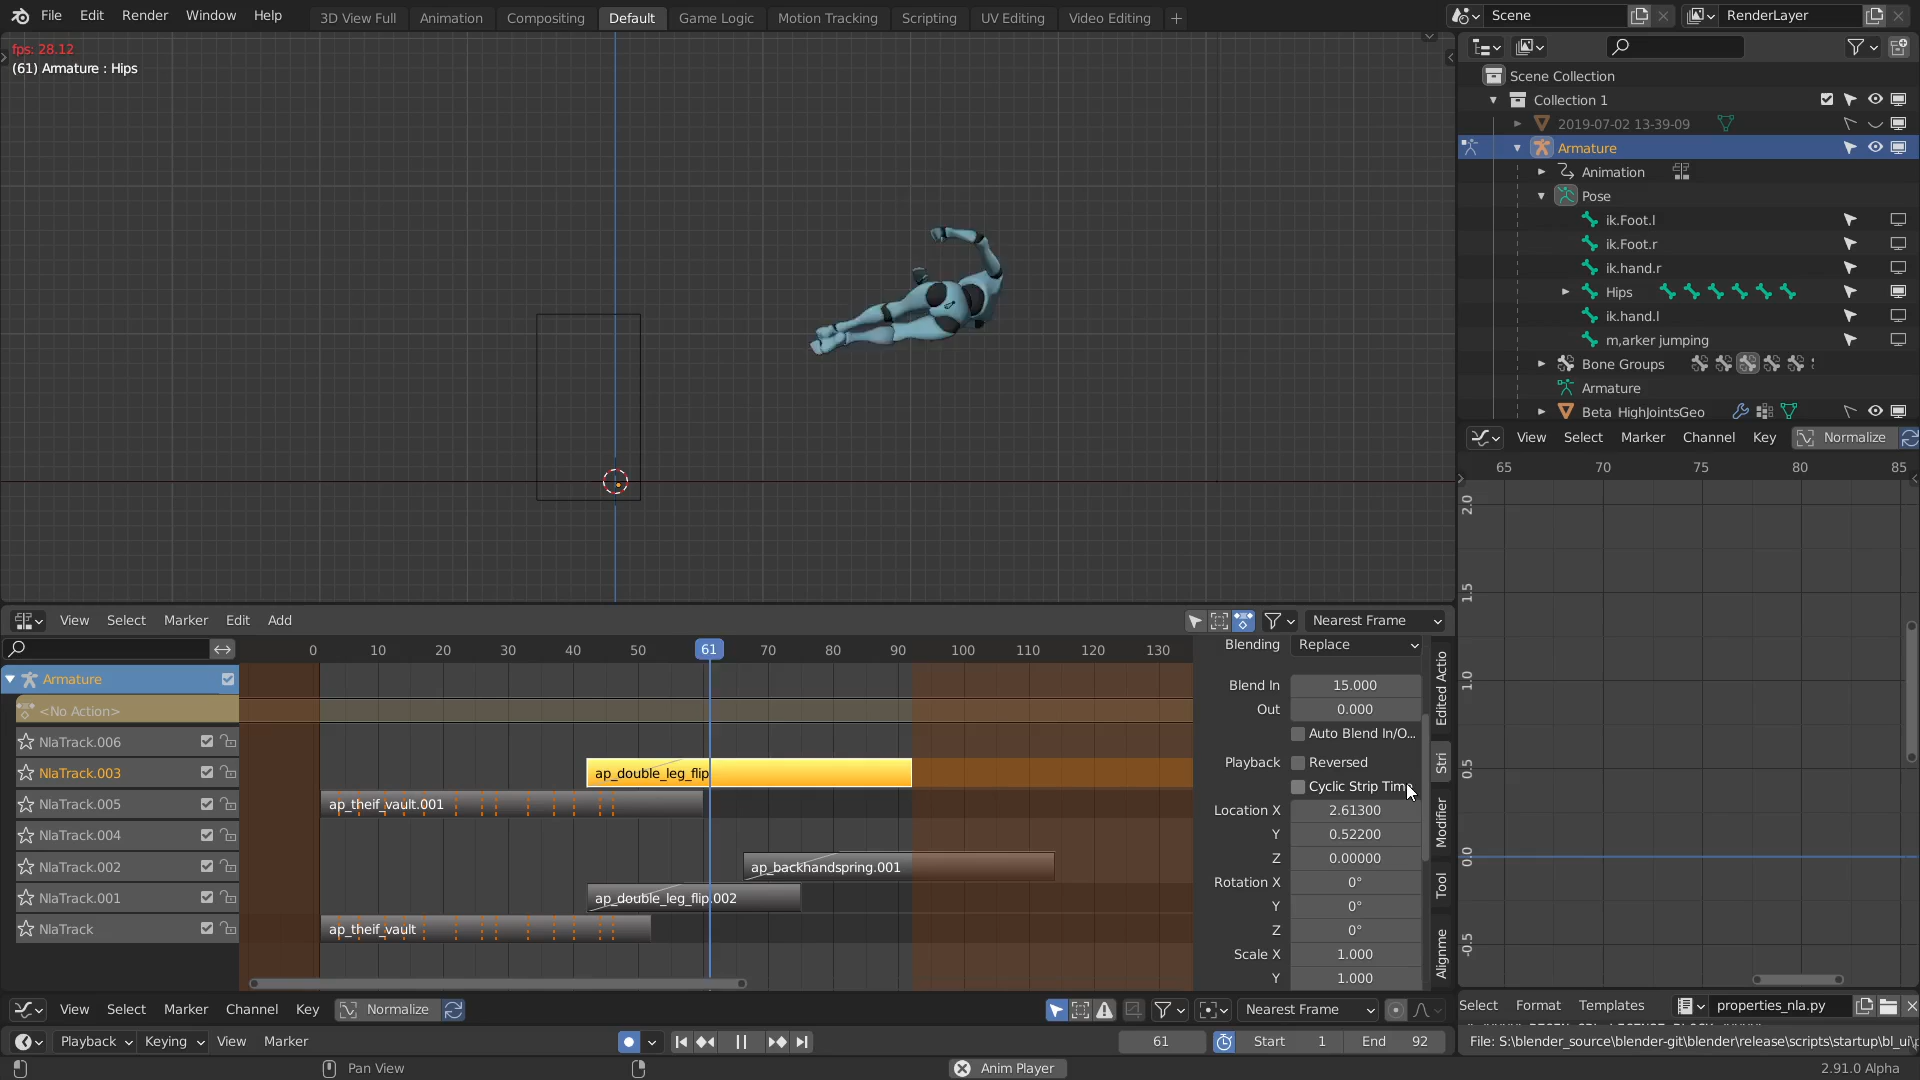 File Edit Render Window Help 3D View Full Animation Compositing Default Game Logic Motion Tracking Scripting UV Editing Video Editing + Scene RenderLayer
fps: 28.12
(61) Armature : Hips
Scene Collection
Collection 1
2019-07-02 13-39-09
Armature
Animation
Pose
ik.Foot.l
ik.Foot.r
ik.hand.r
Hips
ik.hand.l
m,arker jumping
Bone Groups
Armature
Beta_HighJointsGeo
View Select Marker Channel Key Normalize
65 70 75 80 85
2.0
1.5
1.0
0.5
0.0
-0.5
View Select Marker Edit Add Nearest Frame
0 10 20 30 40 50 61 70 80 90 100 110 120 130
Armature
<No Action>
NlaTrack.006
NlaTrack.003 ap_double_leg_flip
NlaTrack.005 ap_theif_vault.001
NlaTrack.004
NlaTrack.002 ap_backhandspring.001
NlaTrack.001 ap_double_leg_flip.002
NlaTrack ap_theif_vault
Blending Replace
Blend In 15.000
Out 0.000
Auto Blend In/O...
Playback Reversed
Cyclic Strip Tim
Location X 2.61300
Y 0.52200
Z 0.00000
Rotation X 0°
Y 0°
Z 0°
Scale X 1.000
Y 1.000
Edited Actio
Stri
Modifier
Tool
Alignme
View Select Marker Channel Key Normalize Nearest Frame
Select Format Templates properties_nla.py
Playback Keying View Marker 61 Start 1 End 92
File: S:\blender_source\blender-git\blender\release\scripts\startup\bl_ui\
Pan View Anim Player 2.91.0 Alpha